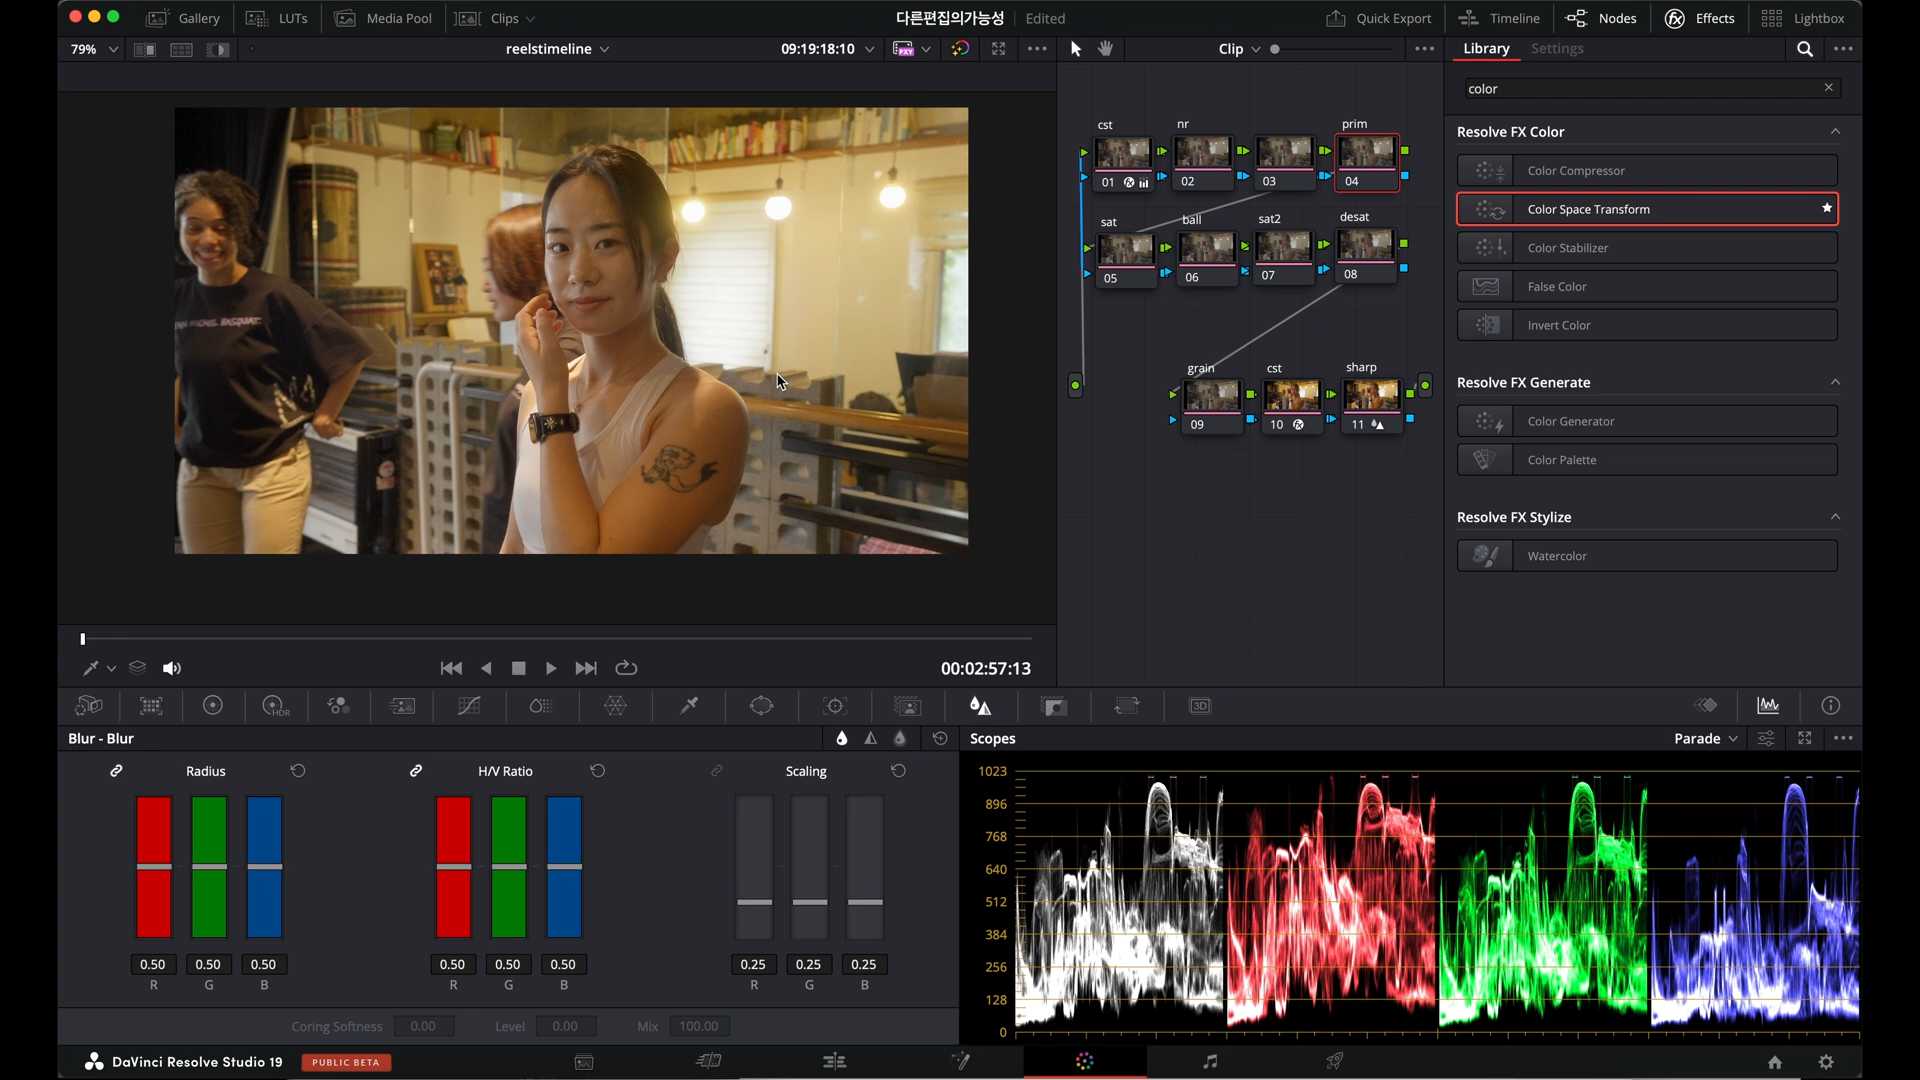 Gallery LUTs Media Pool Clips 다른편집의가능성 Edited Quick Export Timeline Nodes Effects Lightbox
79% reelstimeline 09:19:18:10 PXY Clip Library Settings
color
Resolve FX Color
Color Compressor
Color Space Transform
Color Stabilizer
False Color
Invert Color
Resolve FX Generate
Color Generator
Color Palette
Resolve FX Stylize
Watercolor
cst nr prim
01 02 03 04
sat ball sat2 desat
05 06 07 08
grain cst sharp
09 10 11
MICHEL BASQUIAT
00:02:57:13
HDR 3D
Blur - Blur
Radius H/V Ratio Scaling
0.50 0.50 0.50 0.50 0.50 0.50 0.25 0.25 0.25
R G B R G B R G B
Coring Softness 0.00 Level 0.00 Mix 100.00
Scopes Parade
1023
896
768
640
512
384
256
128
0
DaVinci Resolve Studio 19 PUBLIC BETA